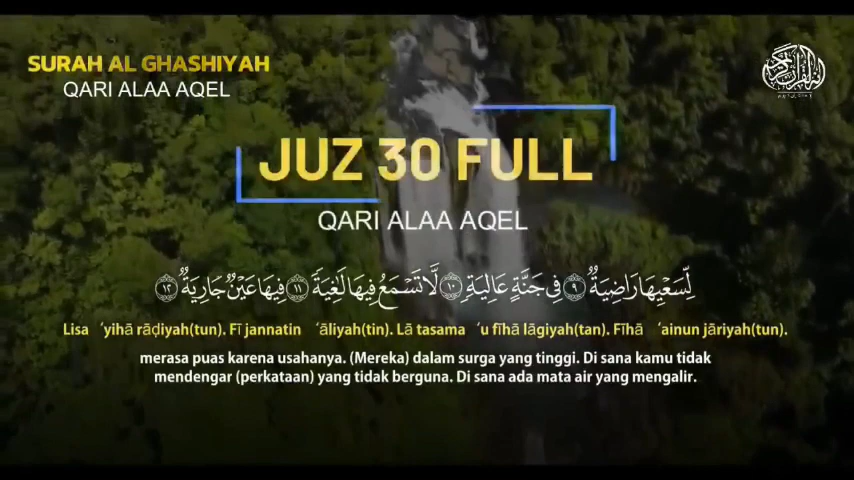 SURAH AL GHASHIYAH
QARI ALAA AQEL
JUZ 30 FULL
QARI ALAA AQEL
لِّسَعْيِهَا رَاضِيَةٌ ٩ فِي جَنَّةٍ عَالِيَةٍ ١٠ لَّا تَسْمَعُ فِيهَا لَاغِيَةً ١١ فِيهَا عَيْنٌ جَارِيَةٌ ١٢
Lisa ‘yihā rāḍiyah(tun). Fī jannatin ‘āliyah(tin). Lā tasama ‘u fīhā lāgiyah(tan). Fīhā ‘ainun jāriyah(tun).
merasa puas karena usahanya. (Mereka) dalam surga yang tinggi. Di sana kamu tidak
mendengar (perkataan) yang tidak berguna. Di sana ada mata air yang mengalir.